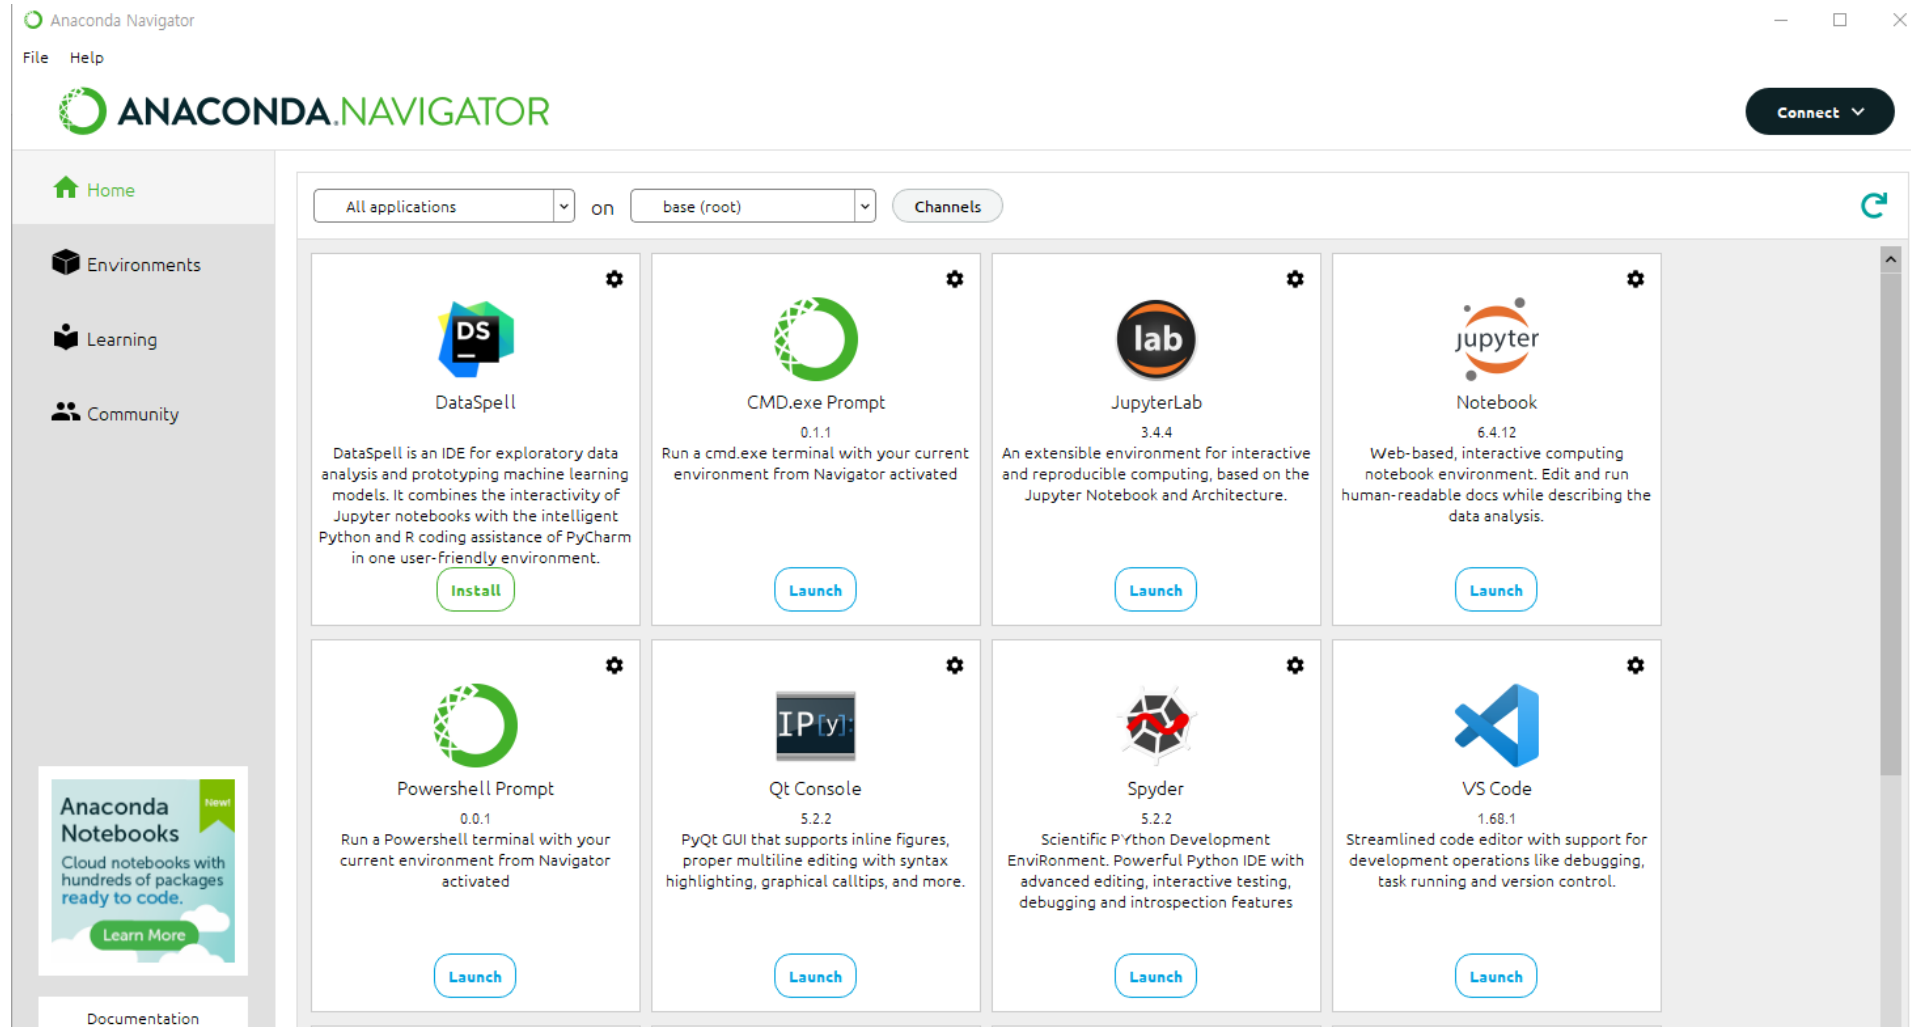 Anaconda Navigator
File Help
ANACONDA.NAVIGATOR
Connect
Home
Environments
Learning
Community
Anaconda
Notebooks
New!
Cloud notebooks with
hundreds of packages
ready to code.
Learn More
Documentation
All applications on base (root) Channels
DS
DataSpell
DataSpell is an IDE for exploratory data
analysis and prototyping machine learning
models. It combines the interactivity of
Jupyter notebooks with the intelligent
Python and R coding assistance of PyCharm
in one user-friendly environment.
Install
CMD.exe Prompt
0.1.1
Run a cmd.exe terminal with your current
environment from Navigator activated
Launch
lab
JupyterLab
3.4.4
An extensible environment for interactive
and reproducible computing, based on the
Jupyter Notebook and Architecture.
Launch
jupyter
Notebook
6.4.12
Web-based, interactive computing
notebook environment. Edit and run
human-readable docs while describing the
data analysis.
Launch
Powershell Prompt
0.0.1
Run a Powershell terminal with your
current environment from Navigator
activated
Launch
IP[y]:
Qt Console
5.2.2
PyQt GUI that supports inline figures,
proper multiline editing with syntax
highlighting, graphical calltips, and more.
Launch
Spyder
5.2.2
Scientific PYthon Development
EnviRonment. Powerful Python IDE with
advanced editing, interactive testing,
debugging and introspection features
Launch
VS Code
1.68.1
Streamlined code editor with support for
development operations like debugging,
task running and version control.
Launch